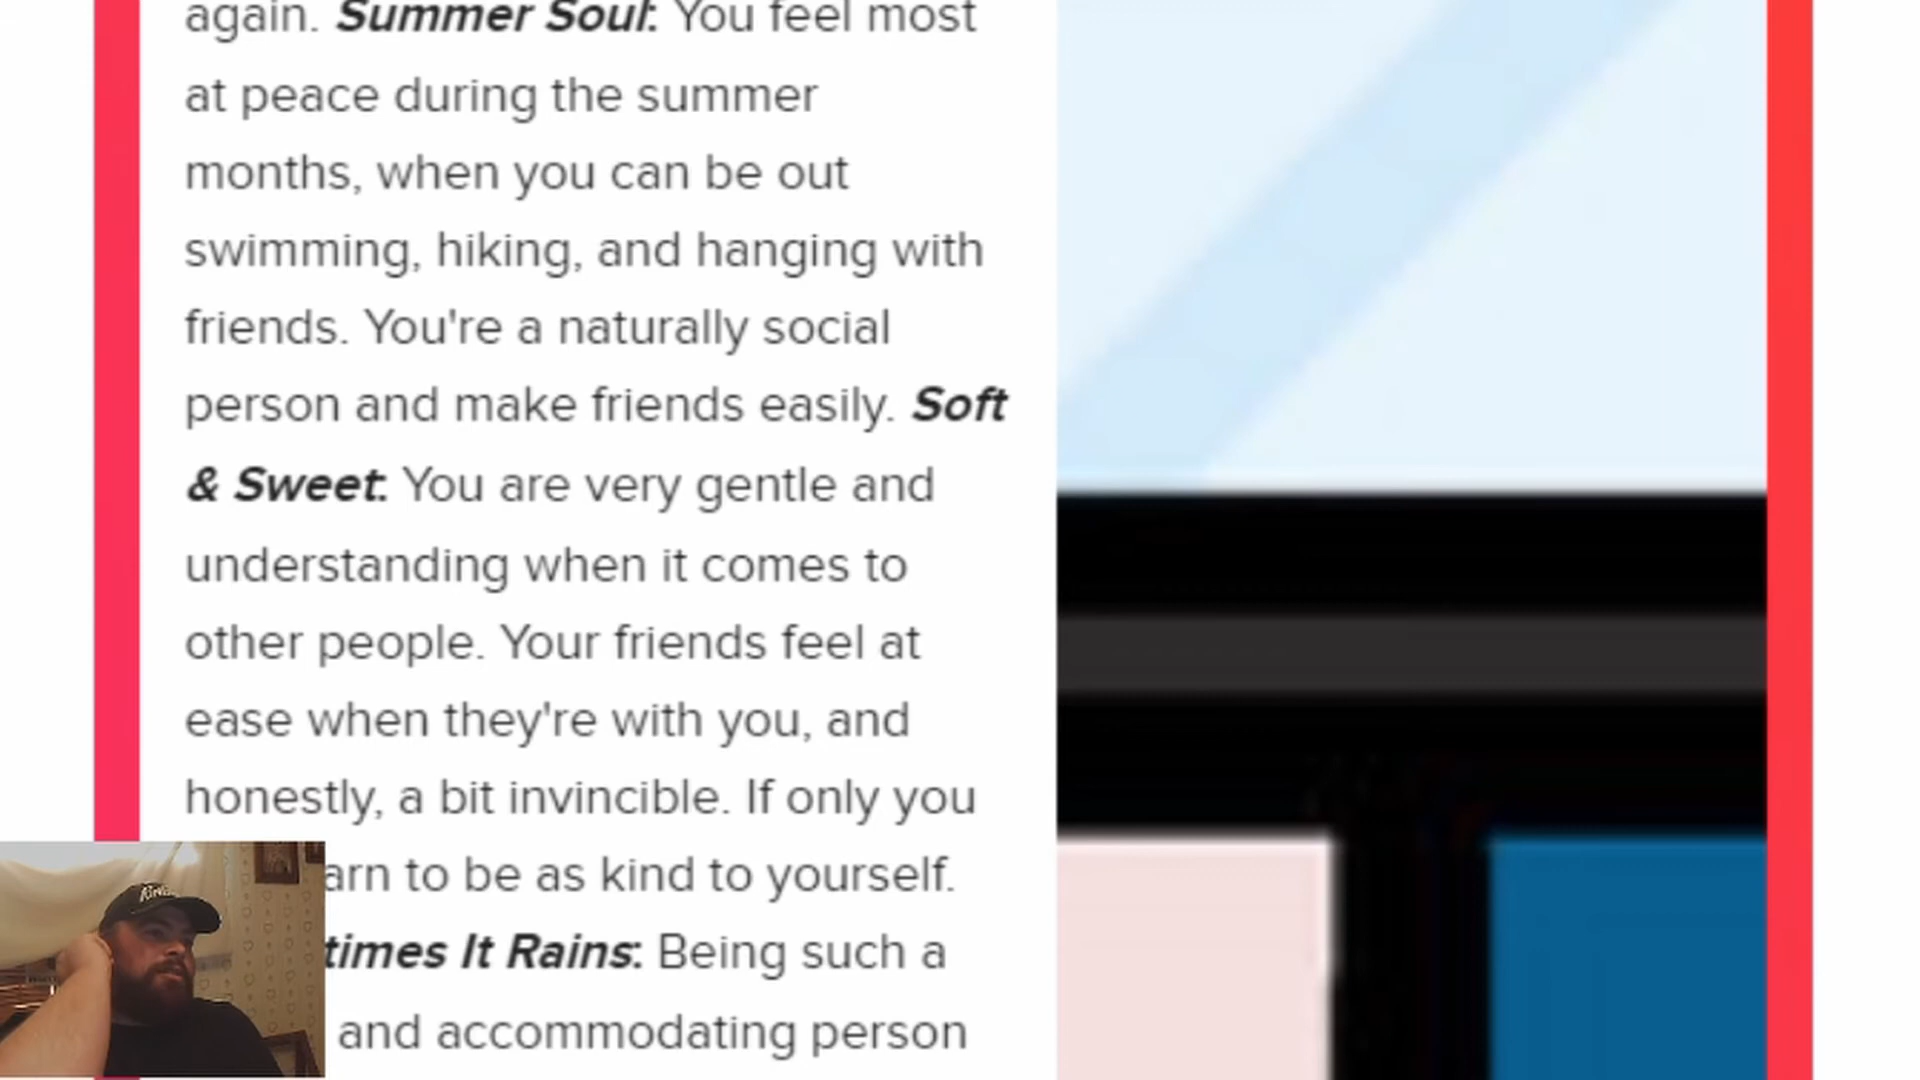 again. Summer Soul: You feel most
at peace during the summer
months, when you can be out
swimming, hiking, and hanging with
friends. You're a naturally social
person and make friends easily. Soft
& Sweet: You are very gentle and
understanding when it comes to
other people. Your friends feel at
ease when they're with you, and
honestly, a bit invincible. If only you
arn to be as kind to yourself.
times It Rains: Being such a
and accommodating person